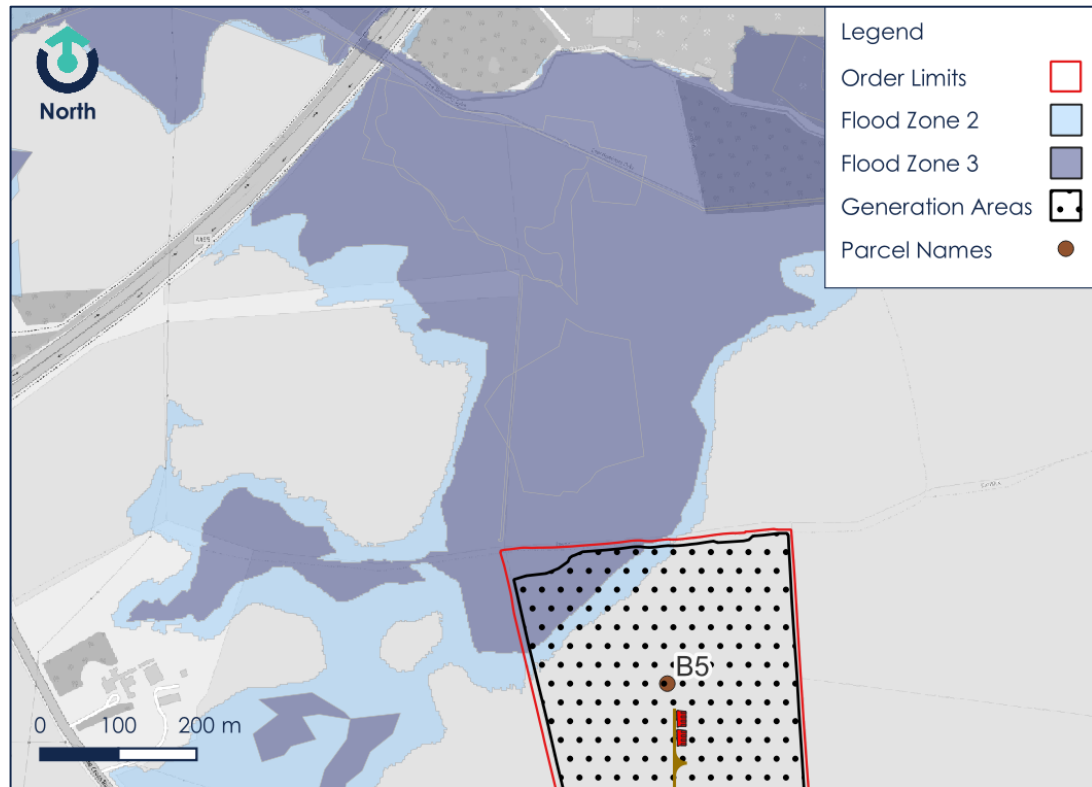 North
Legend
Order Limits
Flood Zone 2
Flood Zone 3
Generation Areas
Parcel Names
B5
0 100 200 m